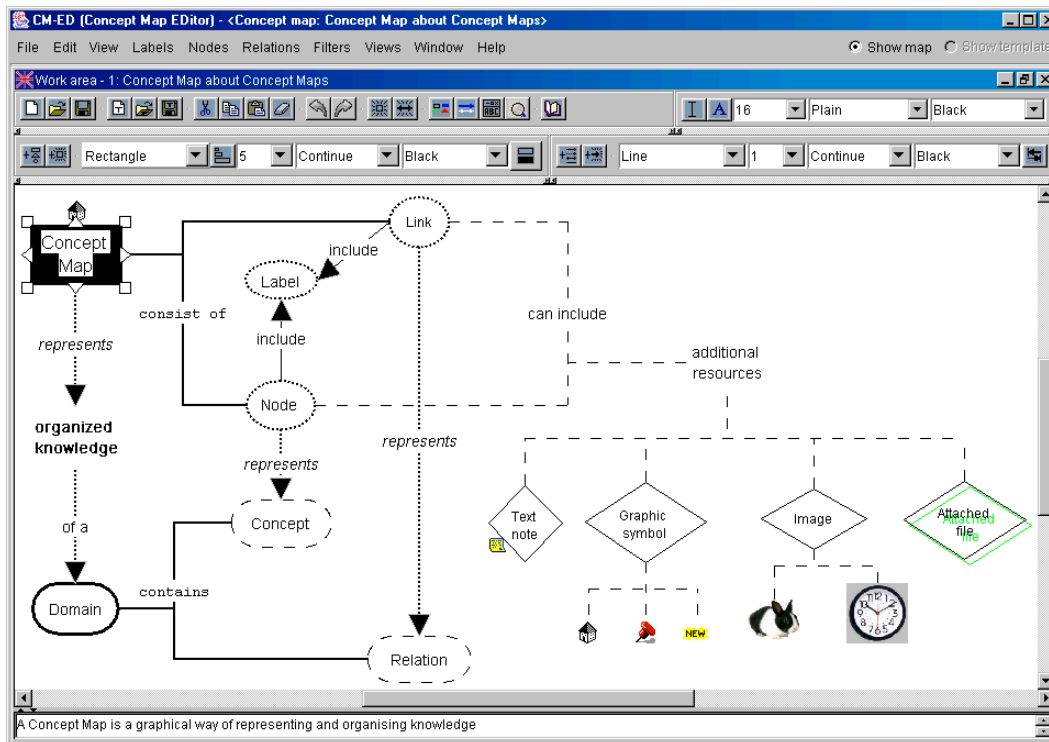 CM-ED (Concept Map EDitor) - <Concept map: Concept Map about Concept Maps>
File Edit View Labels Nodes Relations Filters Views Window Help Show map Show template
Work area - 1: Concept Map about Concept Maps
16 Plain Black
Rectangle 5 Continue Black Line 1 Continue Black
Concept
Map
Link
include
Label
consist of
can include
include
represents
additional
resources
Node
organized
knowledge
represents
represents
Concept
of a
Text
note
Graphic
symbol
Image
Attached
file
Attached
file
contains
Domain
NEW
Relation
A Concept Map is a graphical way of representing and organising knowledge